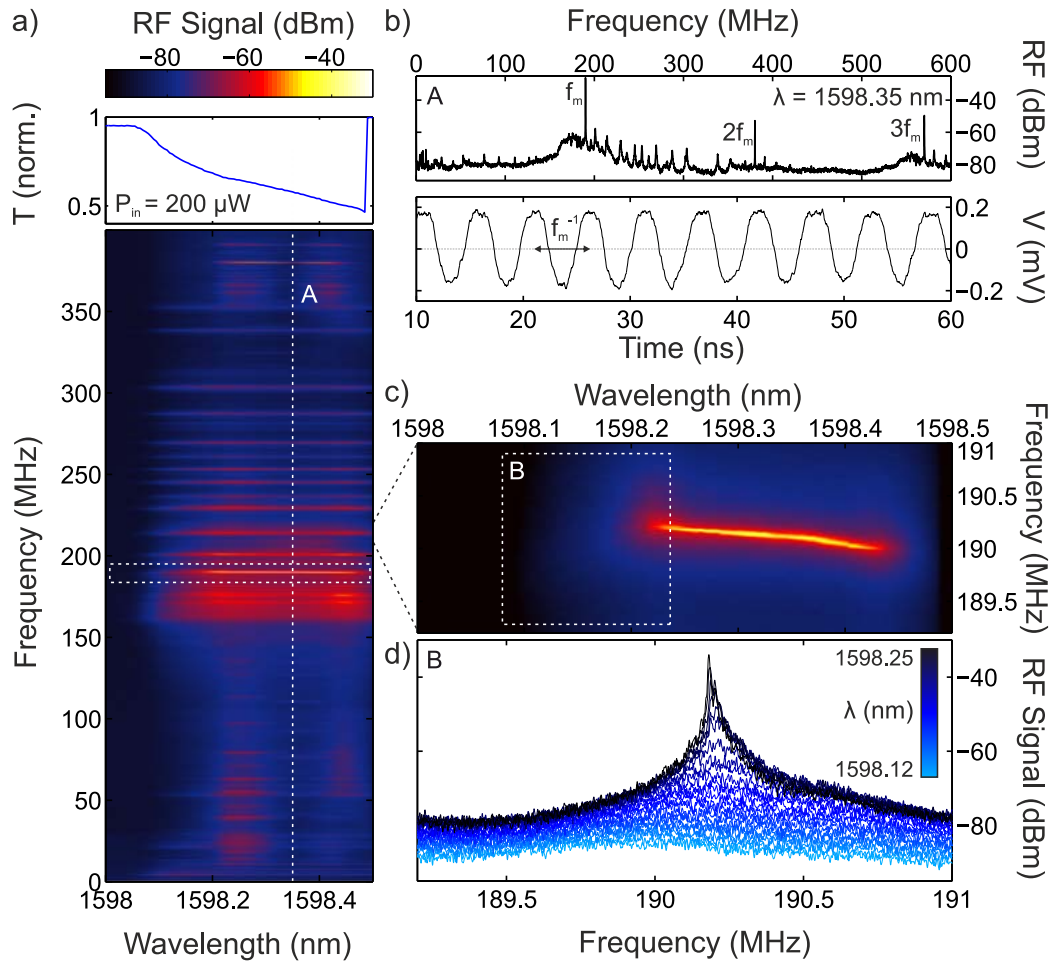 a)
RF Signal (dBm)
−80 −60 −40
T (norm.)
1
0.5
P_in = 200 µW
A
Frequency (MHz)
350
300
250
200
150
100
50
0
1598 1598.2 1598.4
Wavelength (nm)
b)
Frequency (MHz)
0 100 200 300 400 500 600
A
f_m
2f_m
3f_m
λ = 1598.35 nm
RF (dBm)
−40
−60
−80
f_m^-1
V (mV)
0.2
0
−0.2
10 20 30 40 50 60
Time (ns)
c)
Wavelength (nm)
1598 1598.1 1598.2 1598.3 1598.4 1598.5
B
Frequency (MHz)
191
190.5
190
189.5
d)
B
1598.25
λ (nm)
1598.12
RF Signal (dBm)
−40
−60
−80
189.5 190 190.5 191
Frequency (MHz)